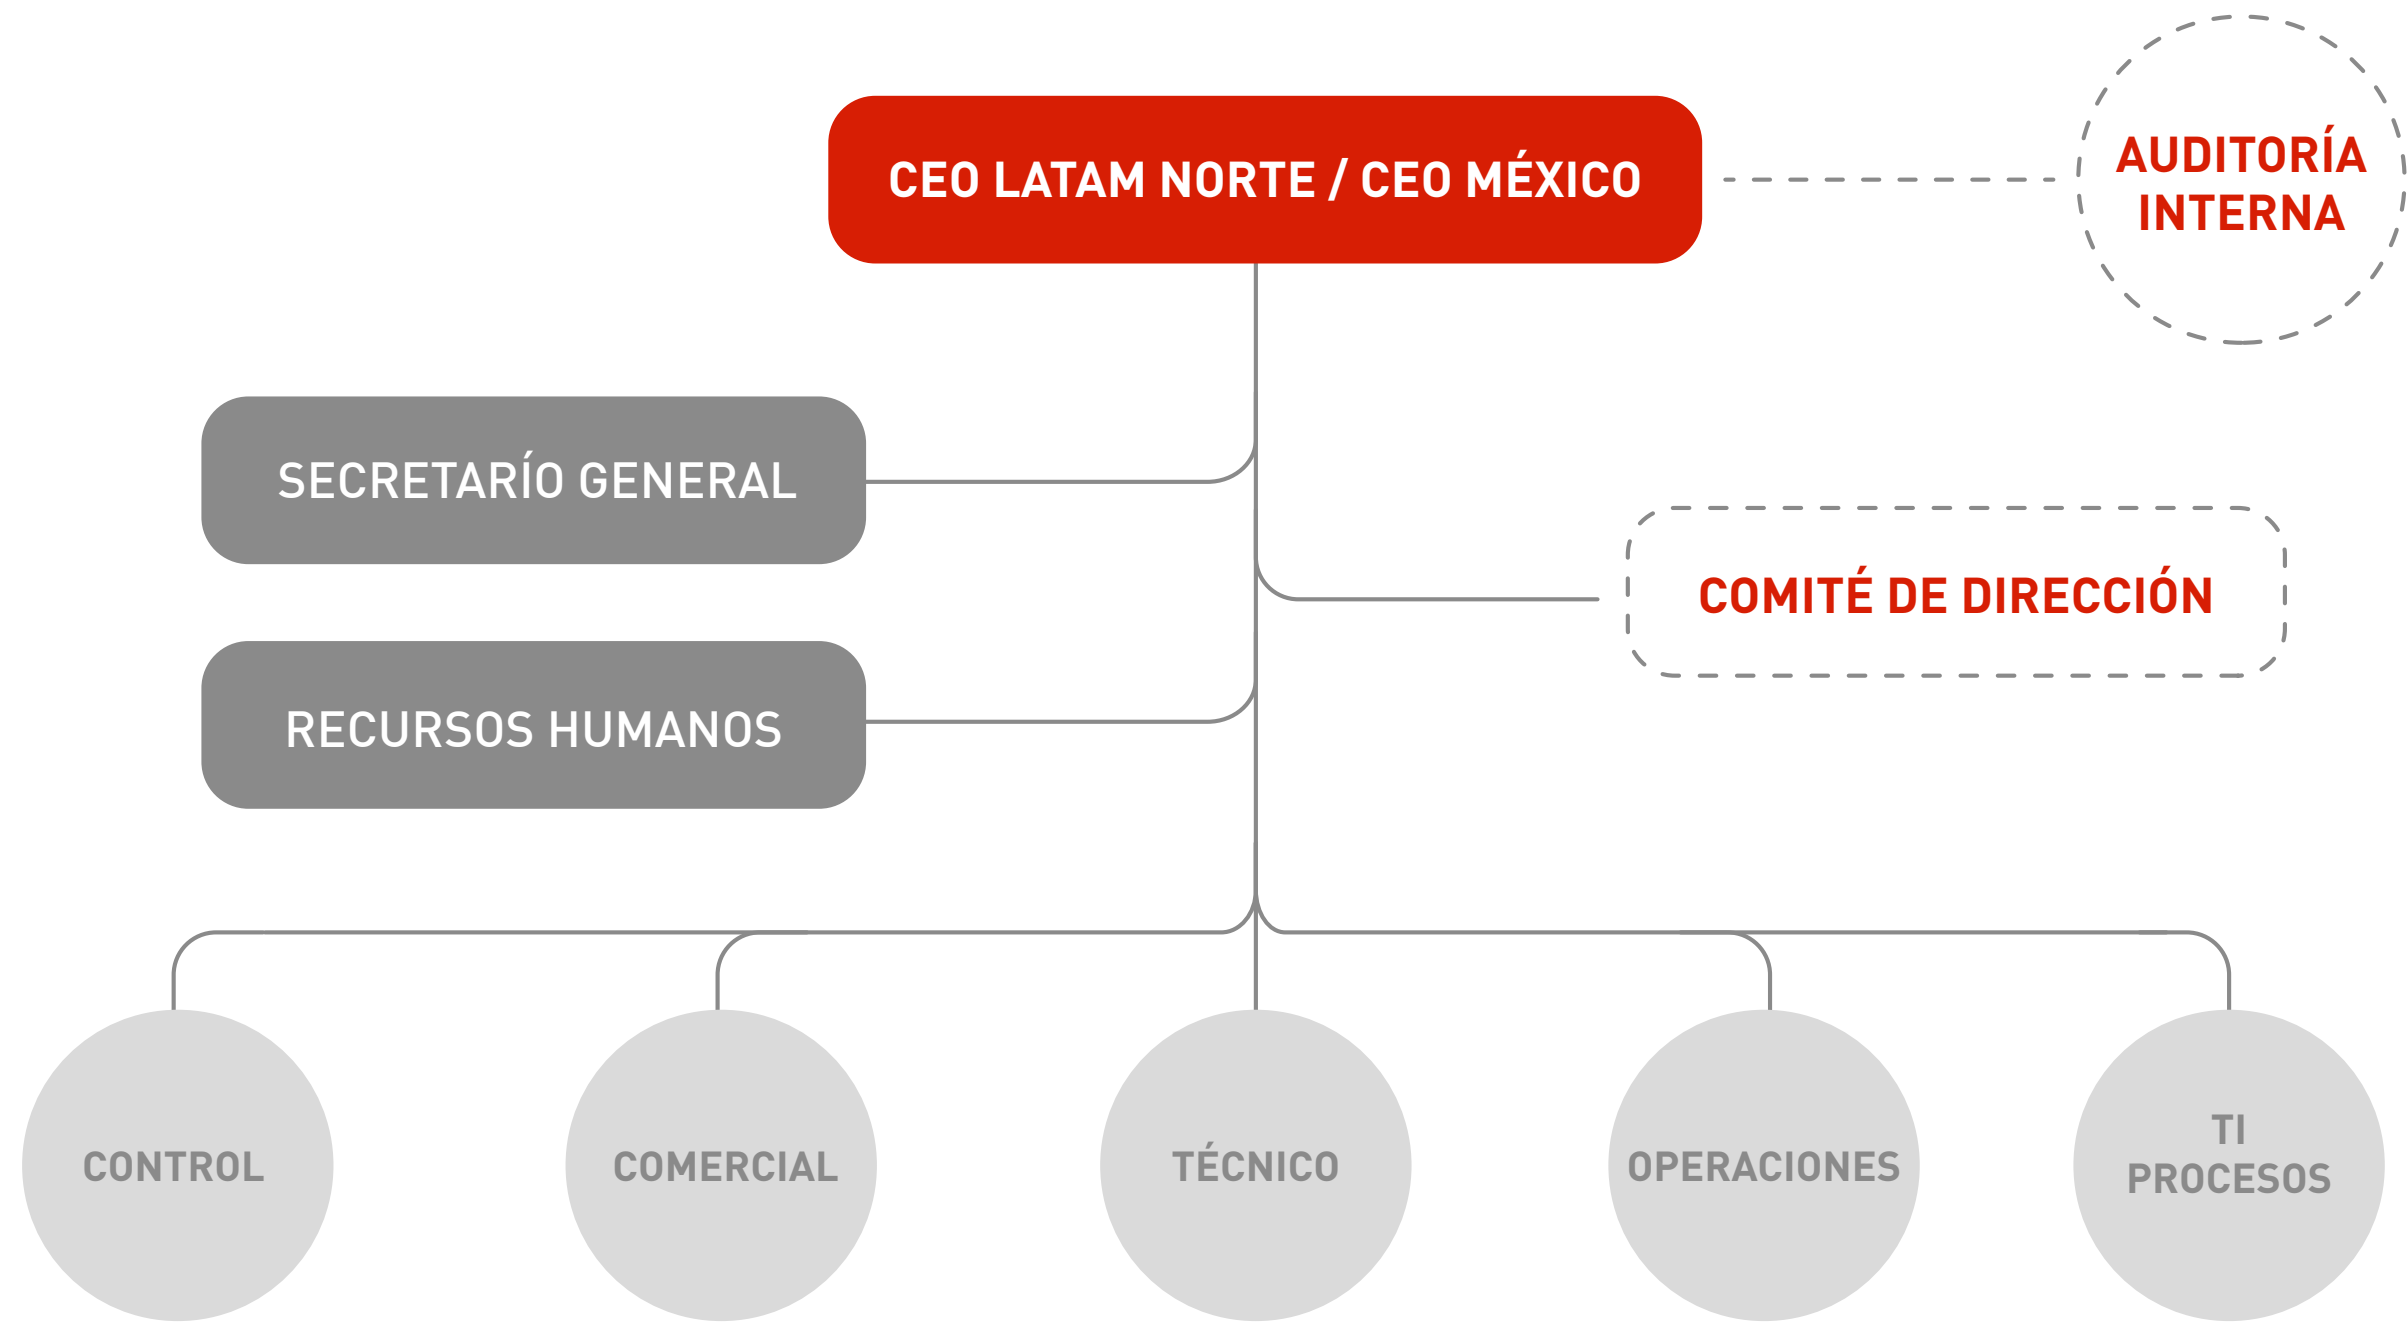 CEO LATAM NORTE / CEO MÉXICO
AUDITORÍA
INTERNA
SECRETARÍO GENERAL
COMITÉ DE DIRECCIÓN
RECURSOS HUMANOS
CONTROL
COMERCIAL
TÉCNICO
OPERACIONES
TI
PROCESOS